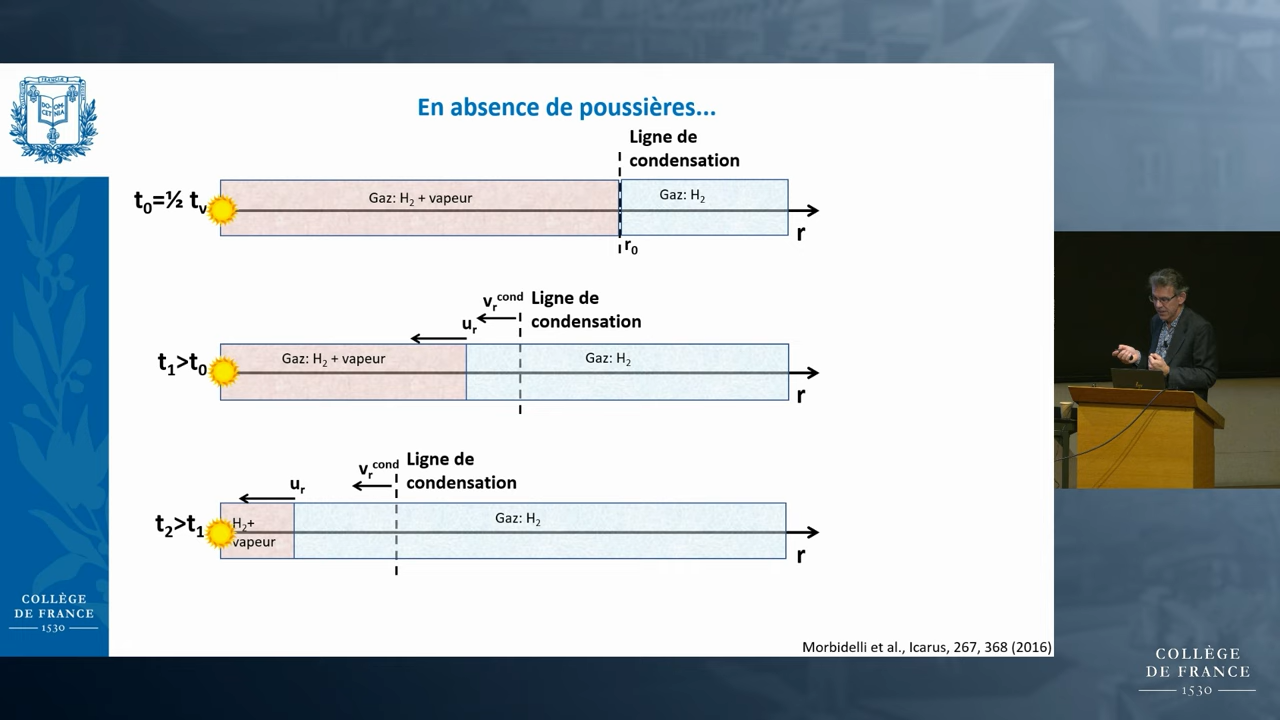 En absence de poussières...
Ligne de
condensation
t₀=½ tᵥ
Gaz: H₂ + vapeur
Gaz: H₂
r
r₀
vᵣᶜᵒⁿᵈ
Ligne de
condensation
uᵣ
t₁>t₀
Gaz: H₂ + vapeur
Gaz: H₂
r
vᵣᶜᵒⁿᵈ
Ligne de
condensation
uᵣ
t₂>t₁
H₂+
vapeur
Gaz: H₂
r
COLLÈGE
DE FRANCE
1530
Morbidelli et al., Icarus, 267, 368 (2016)
COLLÈGE
DE FRANCE
1530